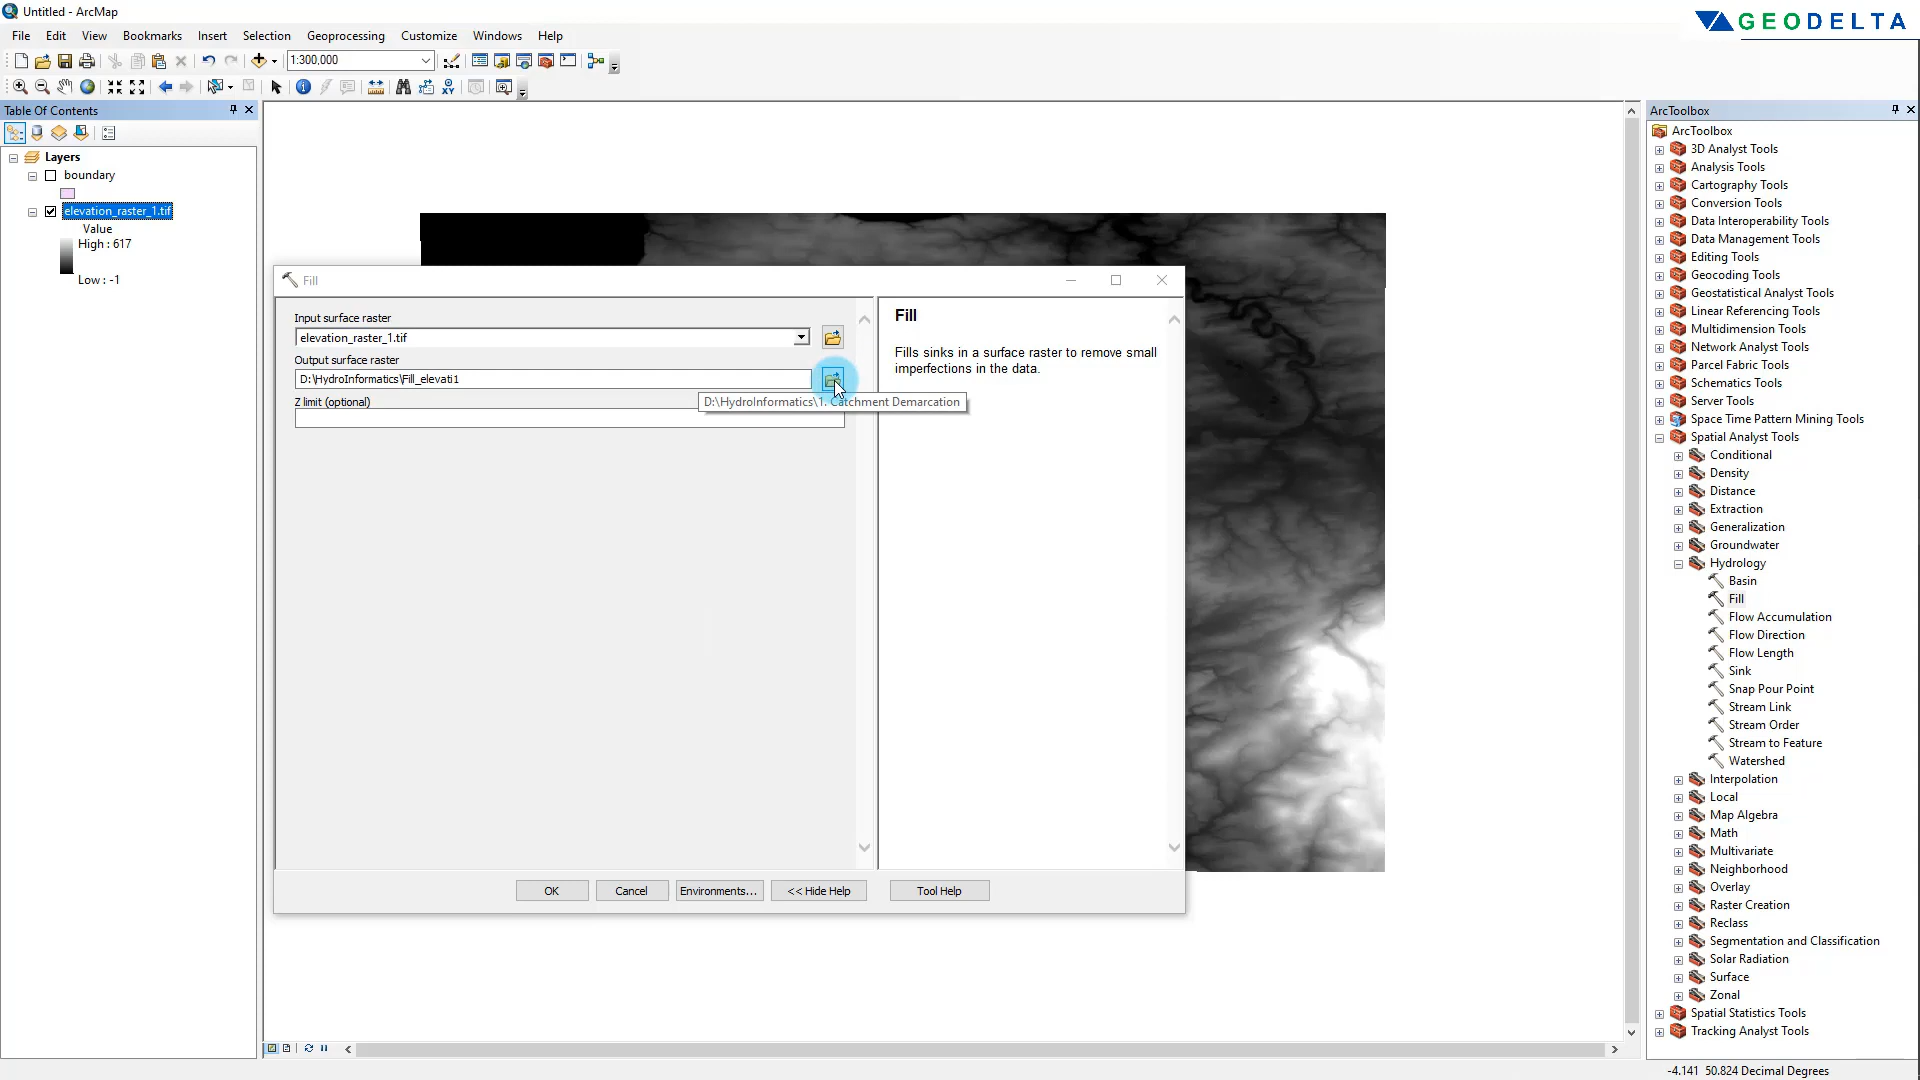 Untitled - ArcMap
GEODELTA
File Edit View Bookmarks Insert Selection Geoprocessing Customize Windows Help
1:300,000
Table Of Contents
Layers
boundary
elevation_raster_1.tif
Value
High : 617
Low : -1
Fill
Input surface raster
elevation_raster_1.tif
Output surface raster
D:\HydroInformatics\Fill_elevati1
D:\HydroInformatics\1. Catchment Demarcation
Z limit (optional)
Fill
Fills sinks in a surface raster to remove small
imperfections in the data.
OK
Cancel
Environments...
<< Hide Help
Tool Help
ArcToolbox
ArcToolbox
3D Analyst Tools
Analysis Tools
Cartography Tools
Conversion Tools
Data Interoperability Tools
Data Management Tools
Editing Tools
Geocoding Tools
Geostatistical Analyst Tools
Linear Referencing Tools
Multidimension Tools
Network Analyst Tools
Parcel Fabric Tools
Schematics Tools
Server Tools
Space Time Pattern Mining Tools
Spatial Analyst Tools
Conditional
Density
Distance
Extraction
Generalization
Groundwater
Hydrology
Basin
Fill
Flow Accumulation
Flow Direction
Flow Length
Sink
Snap Pour Point
Stream Link
Stream Order
Stream to Feature
Watershed
Interpolation
Local
Map Algebra
Math
Multivariate
Neighborhood
Overlay
Raster Creation
Reclass
Segmentation and Classification
Solar Radiation
Surface
Zonal
Spatial Statistics Tools
Tracking Analyst Tools
-4.141 50.824 Decimal Degrees